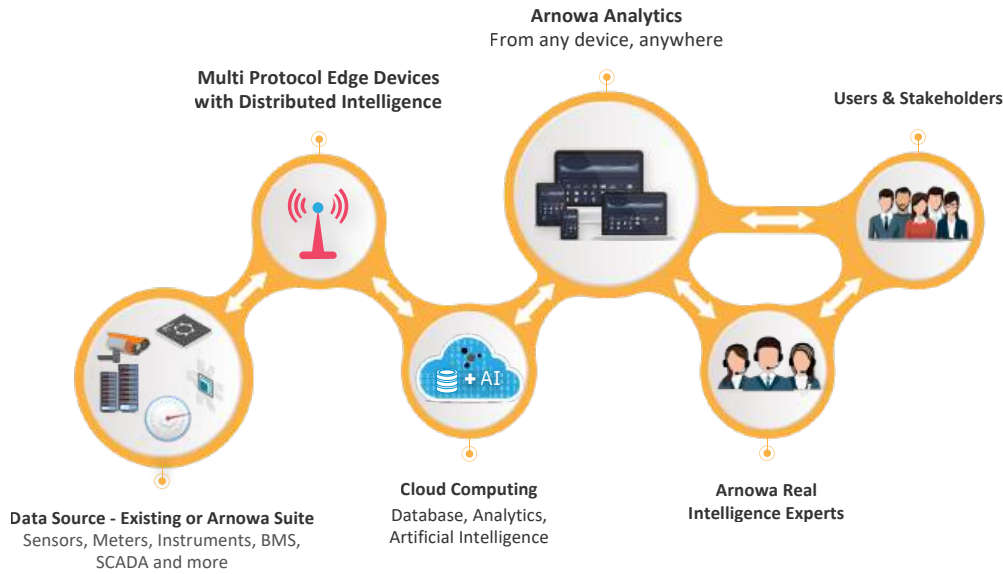 Arnowa Analytics
From any device, anywhere
Multi Protocol Edge Devices
with Distributed Intelligence
Users & Stakeholders
+ AI
Cloud Computing
Database, Analytics,
Artificial Intelligence
Arnowa Real
Intelligence Experts
Data Source - Existing or Arnowa Suite
Sensors, Meters, Instruments, BMS,
SCADA and more